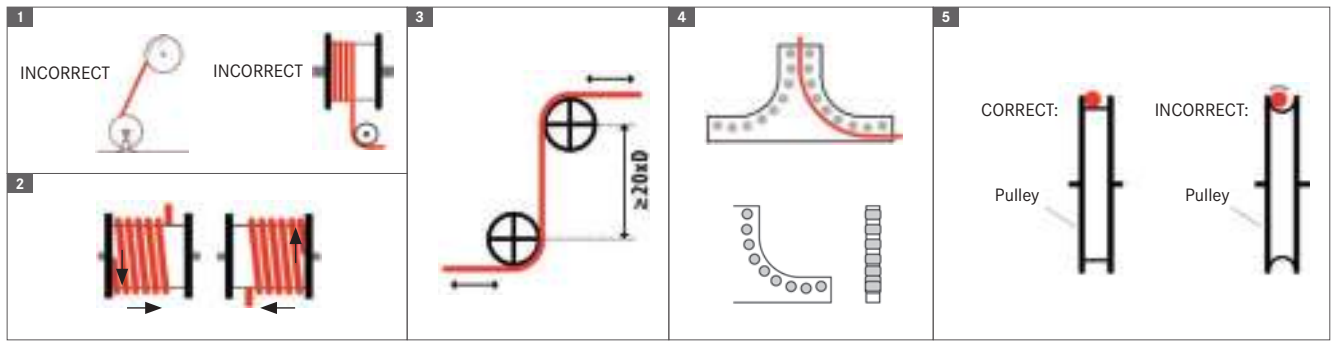 1
INCORRECT
INCORRECT
2
3
≥20xD
4
5
CORRECT:
INCORRECT:
Pulley
Pulley